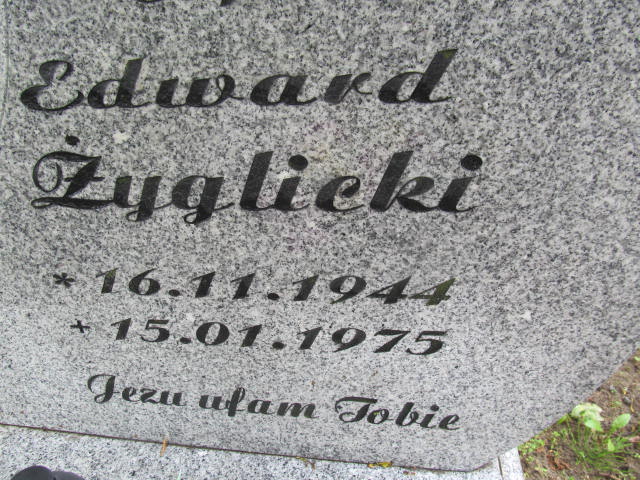 Edward
Żyglicki
* 16.11.1944
+ 15.01.1975
Jezu ufam Tobie